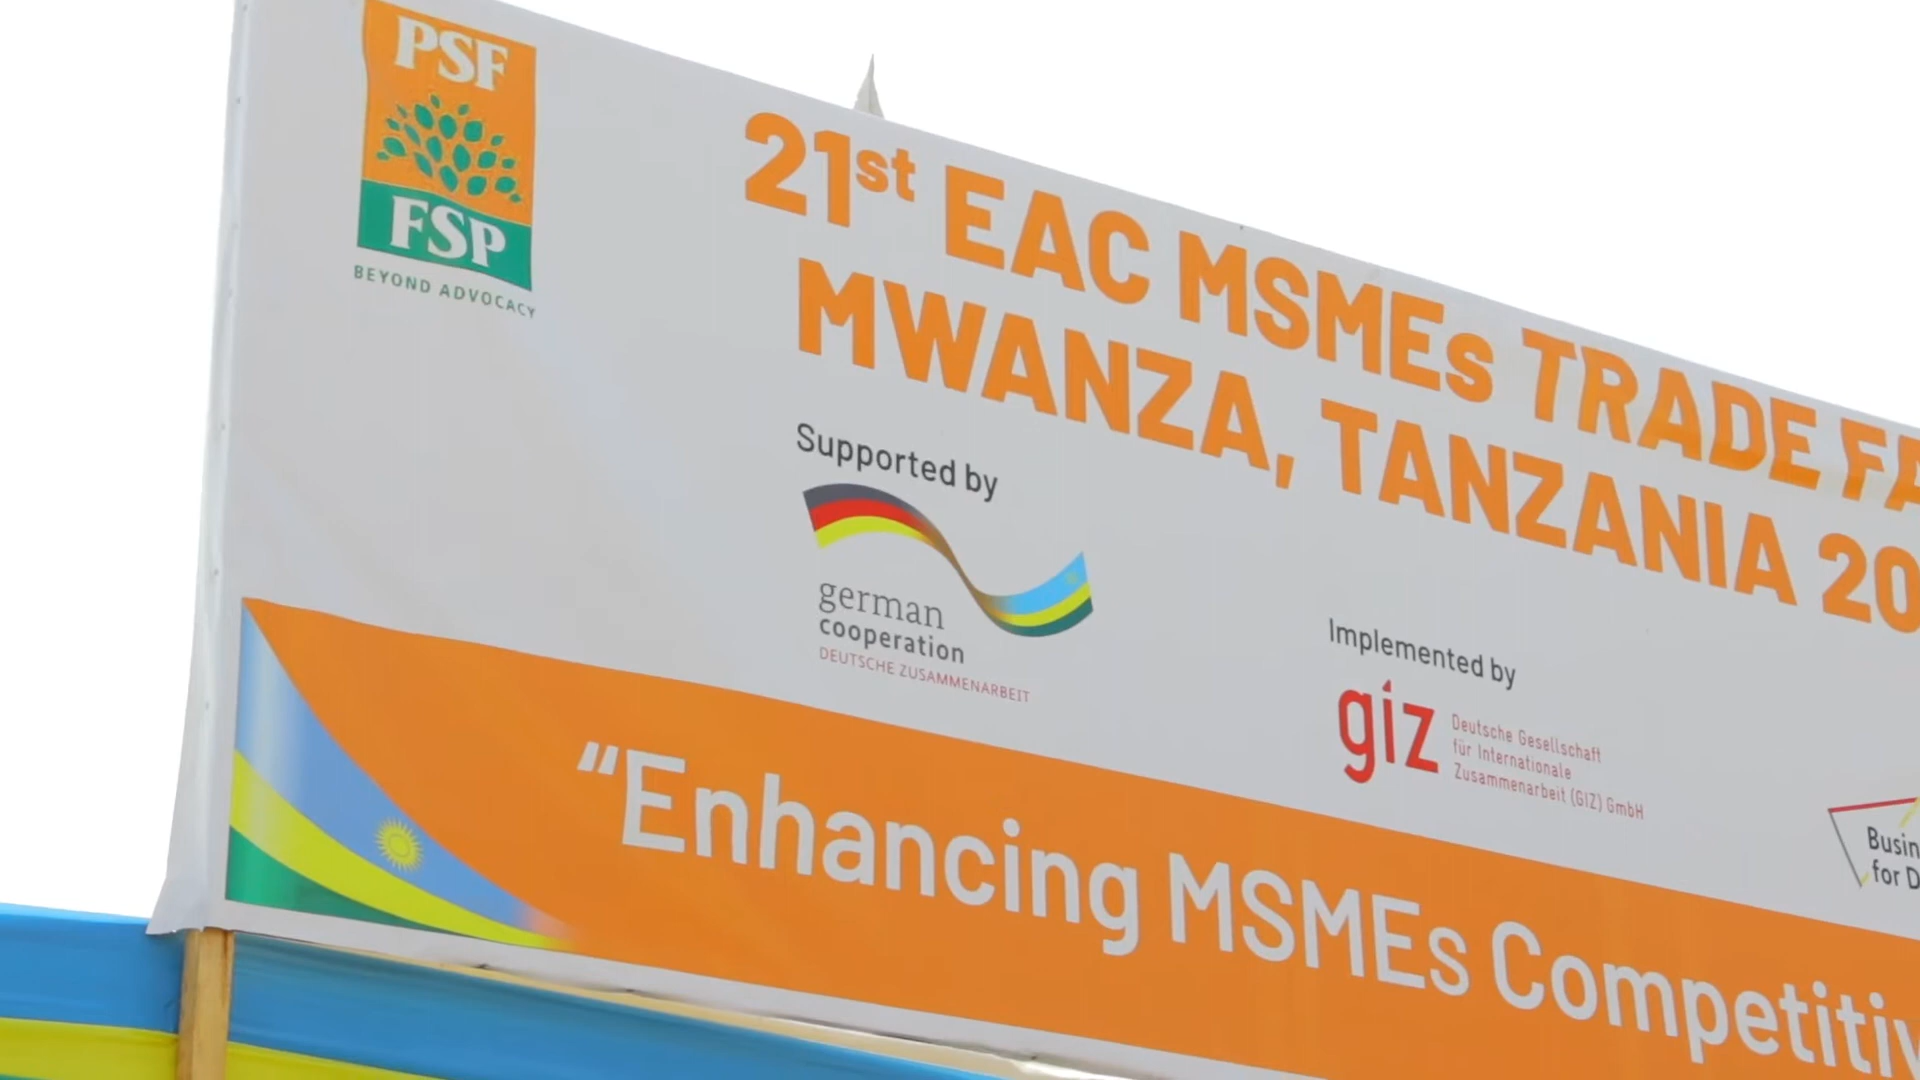 PSF
FSP
BEYOND ADVOCACY
21st EAC MSMEs TRADE
MWANZA, TANZANIA
Supported by
german
cooperation
DEUTSCHE ZUSAMMENARBEIT
Implemented by
giz
Deutsche Gesellschaft
für Internationale
Zusammenarbeit (GIZ) GmbH
for
"Enhancing MSMEs